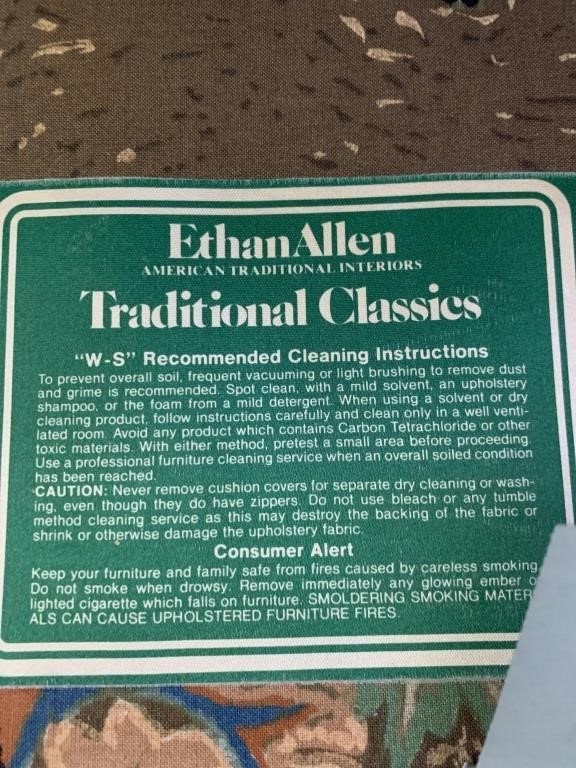 EthanAllen
AMERICAN TRADITIONAL INTERIORS
Traditional Classics
"W-S" Recommended Cleaning Instructions
To prevent overall soil, frequent vacuuming or light brushing to remove dust
and grime is recommended. Spot clean, with a mild solvent, an upholstery
shampoo, or the foam from a mild detergent. When using a solvent or dry
cleaning product, follow instructions carefully and clean only in a well venti-
lated room. Avoid any product which contains Carbon Tetrachloride or other
toxic materials. With either method, pretest a small area before proceeding.
Use a professional furniture cleaning service when an overall soiled condition
has been reached.
CAUTION: Never remove cushion covers for separate dry cleaning or wash-
ing, even though they do have zippers. Do not use bleach or any tumble
method cleaning service as this may destroy the backing of the fabric or
shrink or otherwise damage the upholstery fabric.
Consumer Alert
Keep your furniture and family safe from fires caused by careless smoking.
Do not smoke when drowsy. Remove immediately any glowing ember o
lighted cigarette which falls on furniture. SMOLDERING SMOKING MATER
ALS CAN CAUSE UPHOLSTERED FURNITURE FIRES.